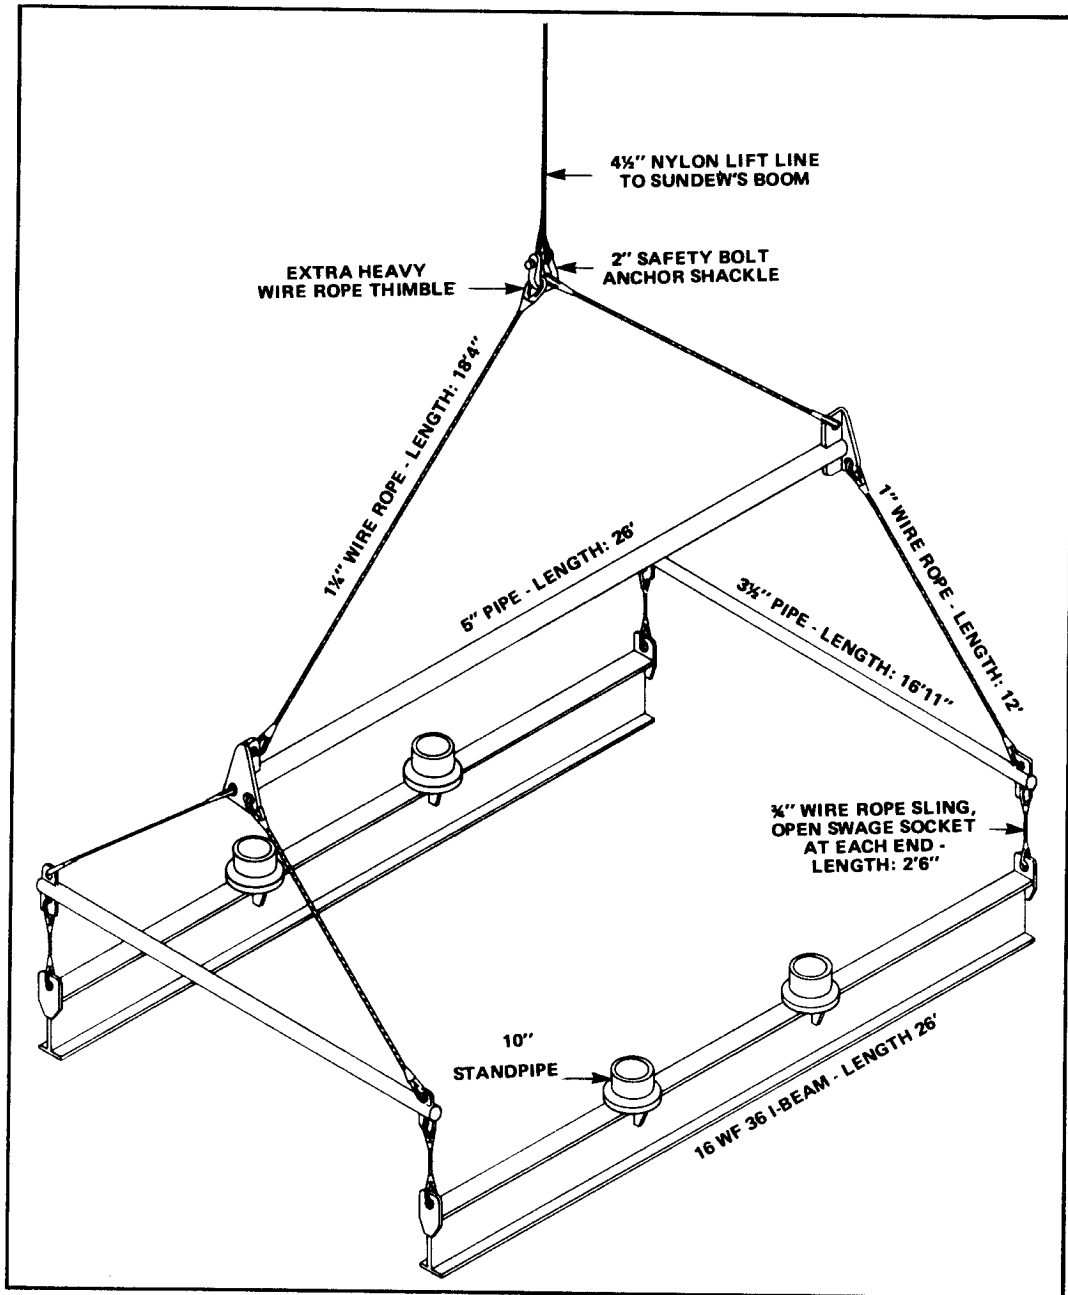 4½" NYLON LIFT LINE
TO SUNDEW'S BOOM
2" SAFETY BOLT
ANCHOR SHACKLE
EXTRA HEAVY
WIRE ROPE THIMBLE
1¼" WIRE ROPE - LENGTH: 18'4"
5" PIPE - LENGTH: 26'
3½" PIPE - LENGTH: 16'11"
1" WIRE ROPE - LENGTH: 12'
¾" WIRE ROPE SLING,
OPEN SWAGE SOCKET
AT EACH END -
LENGTH: 2'6"
10"
STANDPIPE
16 WF 36 I-BEAM - LENGTH 26'